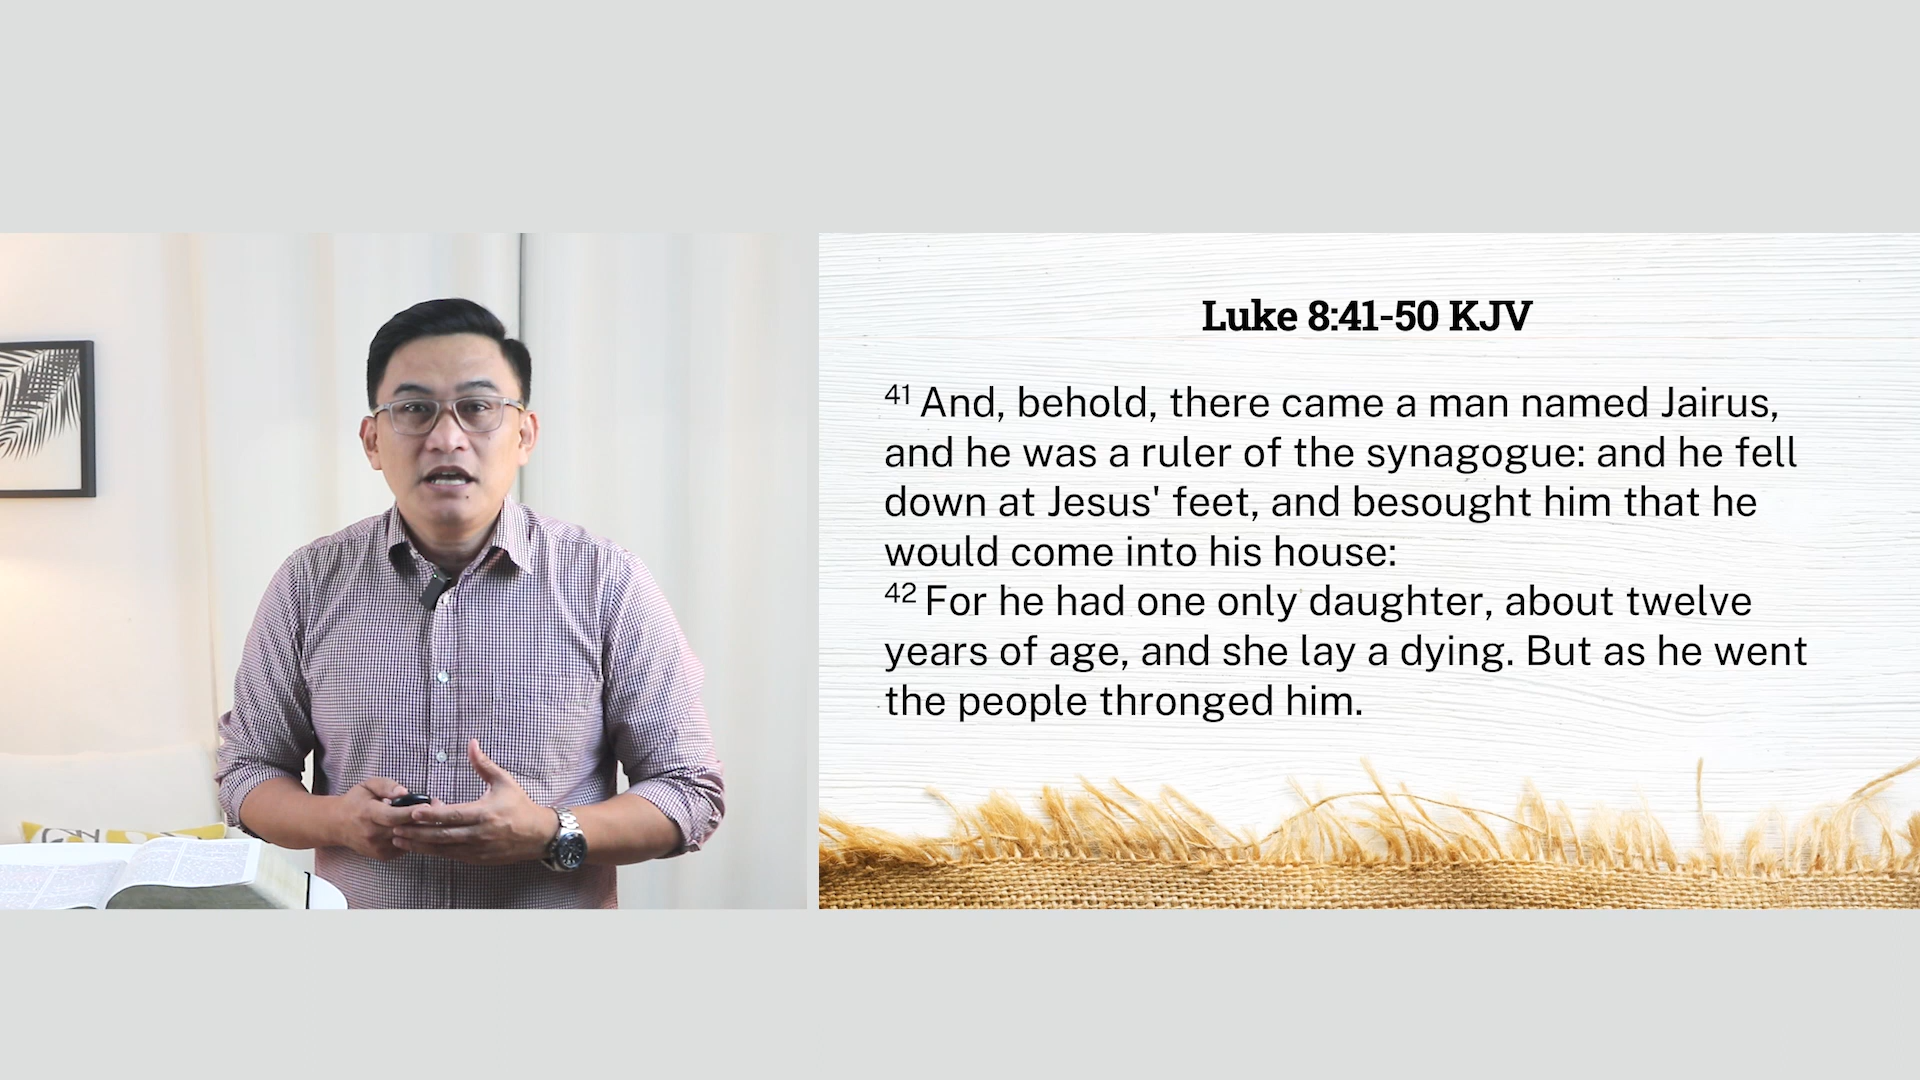 Luke 8:41-50 KJV
41 And, behold, there came a man named Jairus,
and he was a ruler of the synagogue: and he fell
down at Jesus' feet, and besought him that he
would come into his house:
42 For he had one only daughter, about twelve
years of age, and she lay a dying. But as he went
the people thronged him.